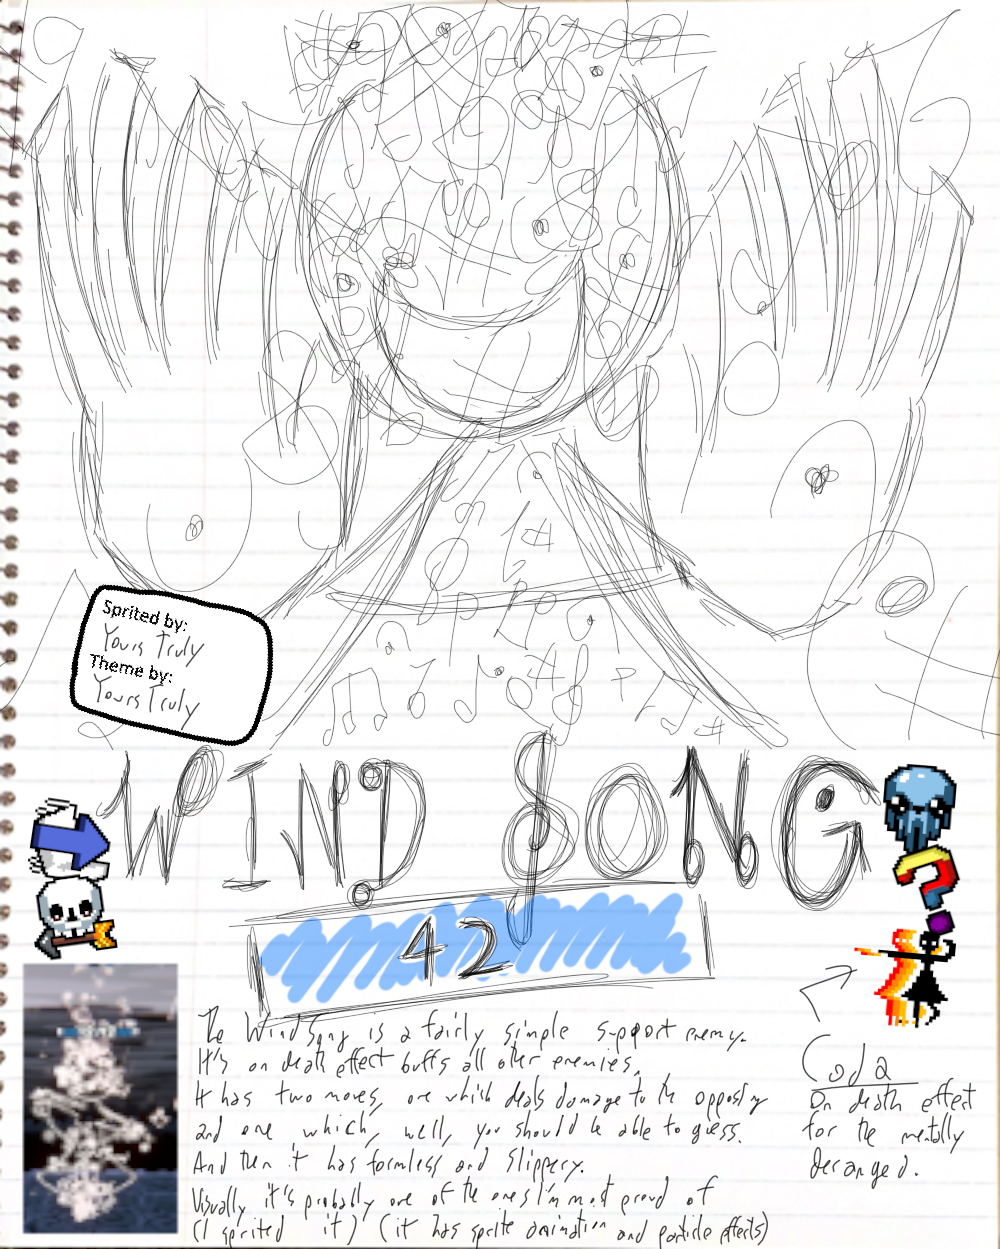 Sprited by:
Yours Truly
Theme by:
Yours Truly
WIND SONG
42
The WindSong is a fairly simple support enemy.
It's on death effect buffs all other enemies.
It has two moves, one which deals damage to the opposing
and one which, well, you should be able to guess.
And then it has formless and slippery.
Visually it's probably one of the ones I'm most proud of
(I sprited it) (it has sprite animation and particle effects)
Coda
On death effect
for the mentally
deranged.